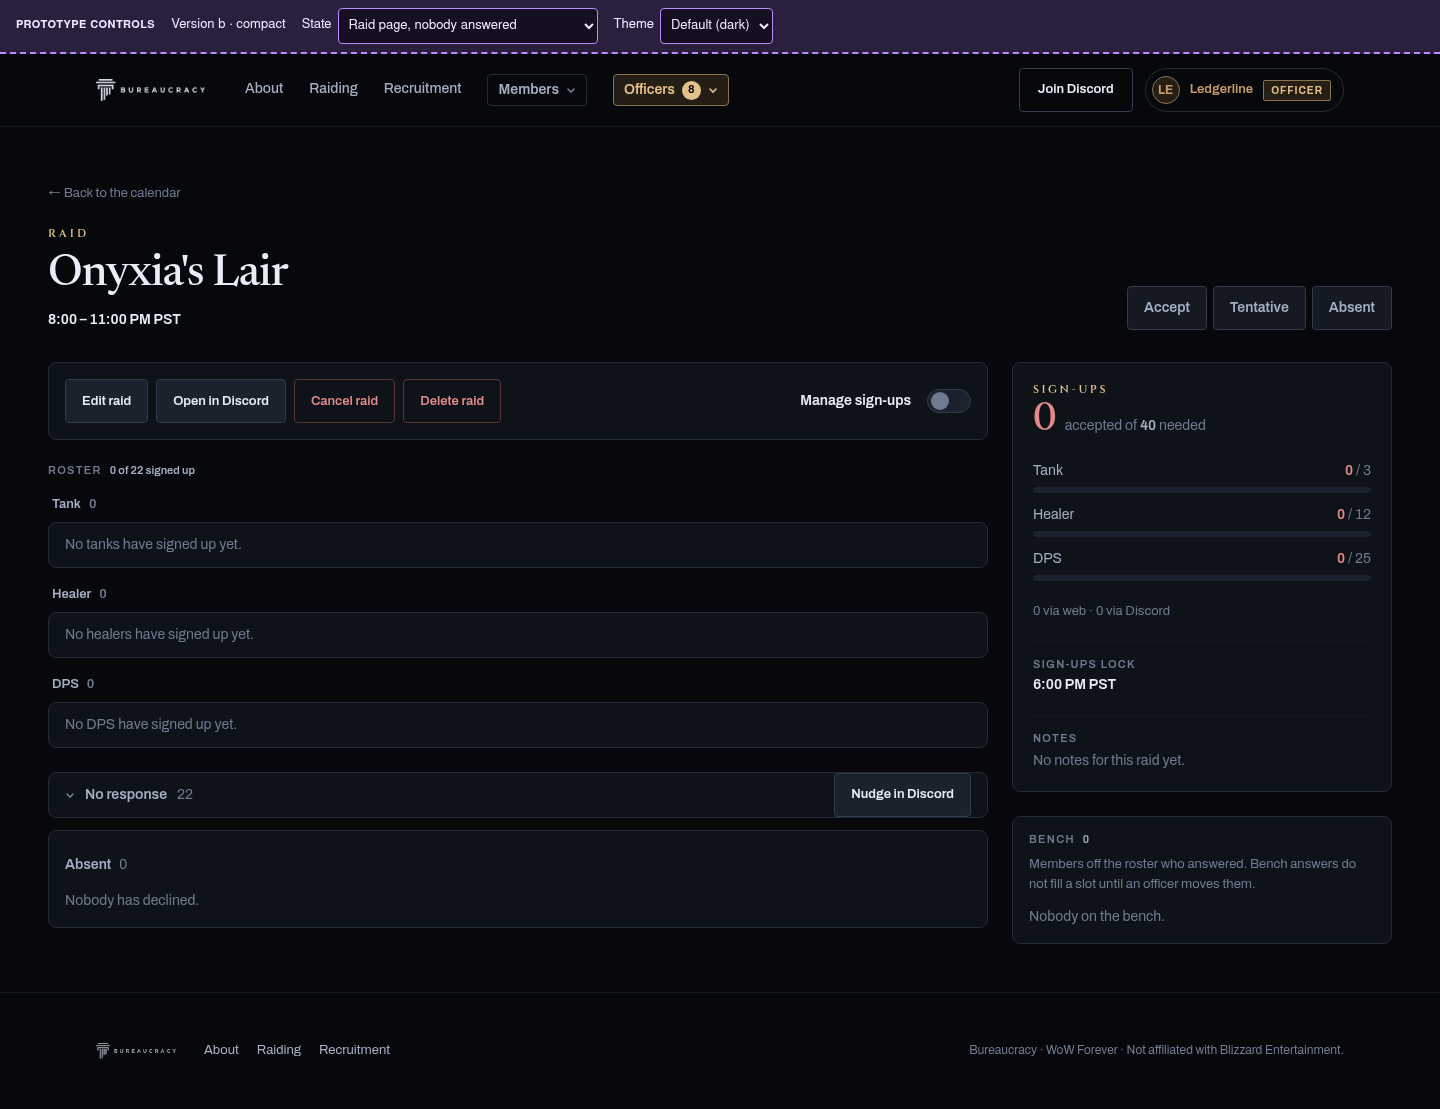 PROTOTYPE CONTROLS Version b · compact State Raid page, nobody answered Theme Default (dark)
BUREAUCRACY About Raiding Recruitment Members Officers 8 Join Discord LE Ledgerline OFFICER
← Back to the calendar
RAID
Onyxia's Lair
8:00 – 11:00 PM PST
Accept Tentative Absent
Edit raid Open in Discord Cancel raid Delete raid Manage sign-ups
ROSTER 0 of 22 signed up
Tank 0
No tanks have signed up yet.
Healer 0
No healers have signed up yet.
DPS 0
No DPS have signed up yet.
No response 22 Nudge in Discord
Absent 0
Nobody has declined.
SIGN-UPS
0 accepted of 40 needed
Tank 0 / 3
Healer 0 / 12
DPS 0 / 25
0 via web · 0 via Discord
SIGN-UPS LOCK
6:00 PM PST
NOTES
No notes for this raid yet.
BENCH 0
Members off the roster who answered. Bench answers do
not fill a slot until an officer moves them.
Nobody on the bench.
BUREAUCRACY About Raiding Recruitment Bureaucracy · WoW Forever · Not affiliated with Blizzard Entertainment.